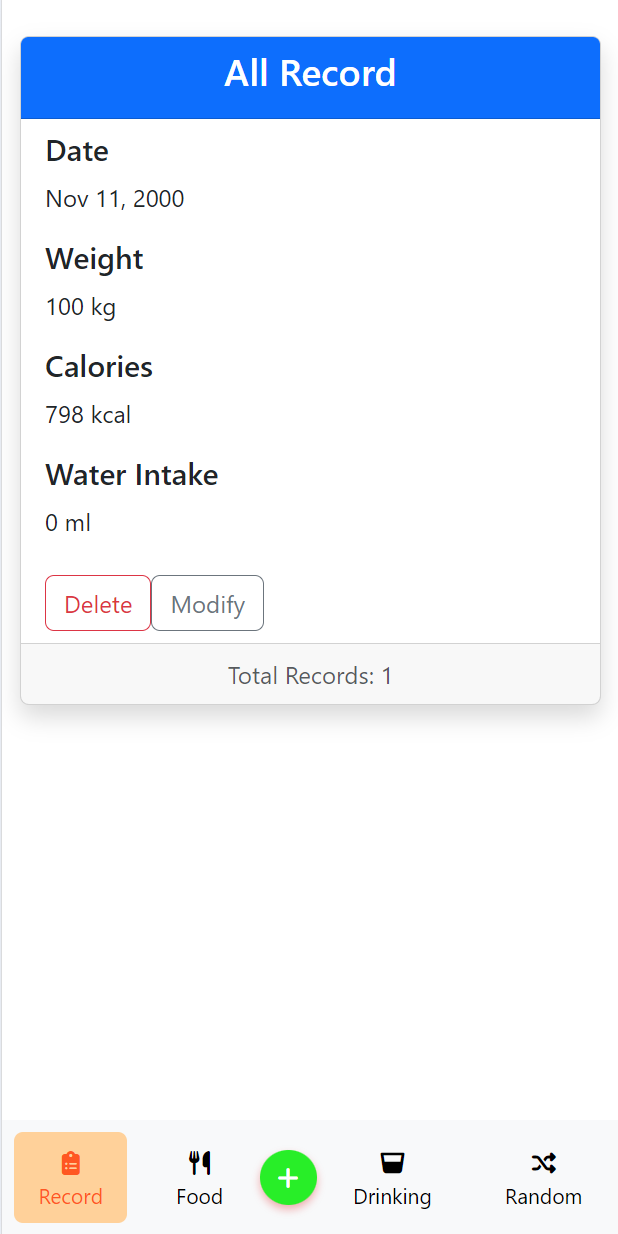 All Record
Date
Nov 11, 2000
Weight
100 kg
Calories
798 kcal
Water Intake
0 ml
Delete Modify
Total Records: 1
Record Food + Drinking Random